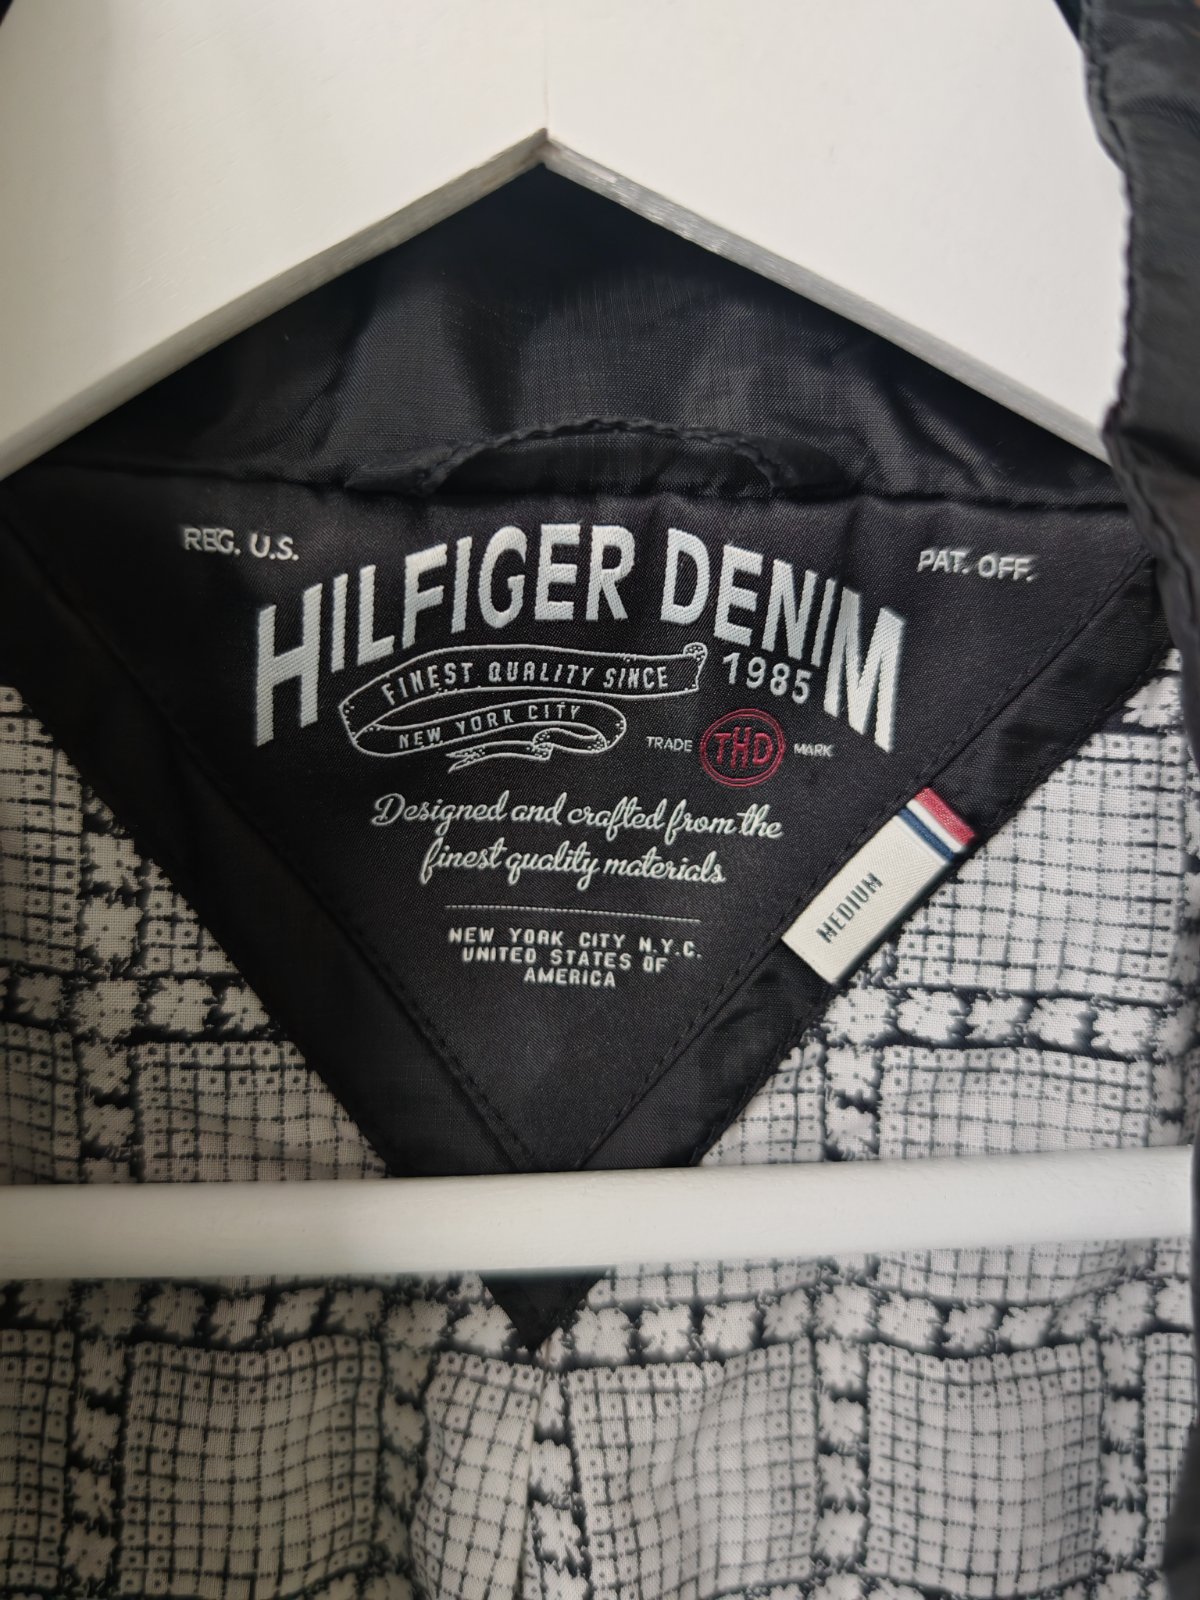 REG. U.S.
PAT. OFF.
HILFIGER DENIM
FINEST QUALITY SINCE
1985
NEW YORK CITY
TRADE THD MARK
Designed and crafted from the
finest quality materials
MEDIUM
NEW YORK CITY N.Y.C.
UNITED STATES OF
AMERICA